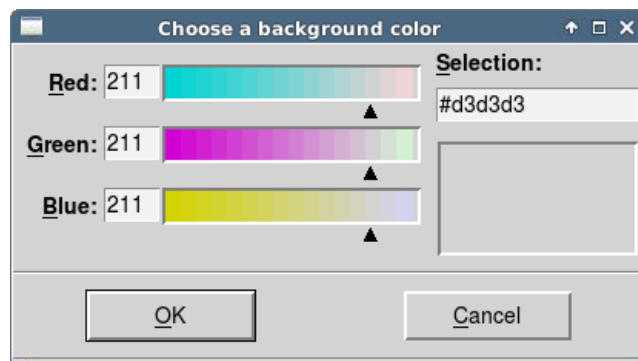 Choose a background color
Red: 211
Selection:
#d3d3d3
Green: 211
Blue: 211
OK
Cancel